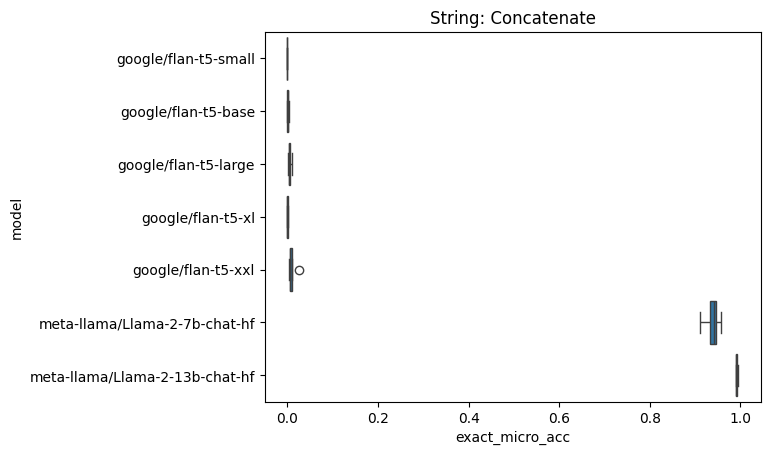 String: Concatenate
google/flan-t5-small
google/flan-t5-base
google/flan-t5-large
google/flan-t5-xl
google/flan-t5-xxl
meta-llama/Llama-2-7b-chat-hf
meta-llama/Llama-2-13b-chat-hf
model
0.0 0.2 0.4 0.6 0.8 1.0
exact_micro_acc